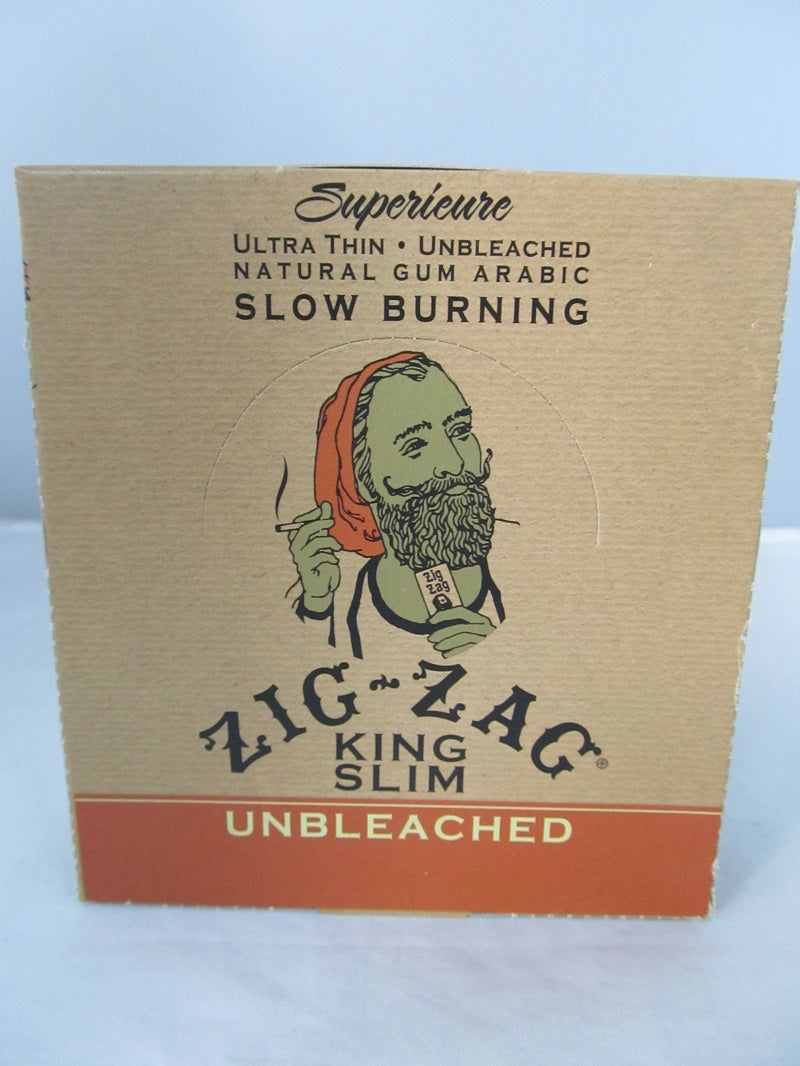 Superieure
ULTRA THIN • UNBLEACHED
NATURAL GUM ARABIC
SLOW BURNING
zig
zag
ZIG-ZAG®
KING
SLIM
UNBLEACHED